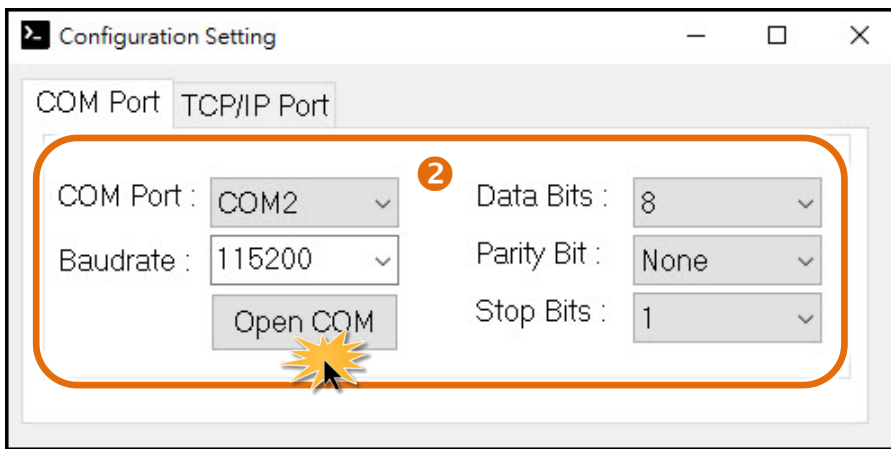 Configuration Setting
COM Port TCP/IP Port
2
COM Port : COM2 Data Bits : 8
Baudrate : 115200 Parity Bit : None
Open COM Stop Bits : 1